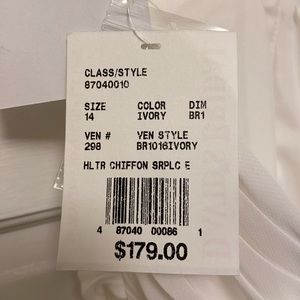 CLASS/STYLE
87040010
SIZE COLOR DIM
14 IVORY BR1
VEN # VEN STYLE
298 BR1016IVORY
HLTR CHIFFON SRPLC E
4 87040 00086 1
$179.00